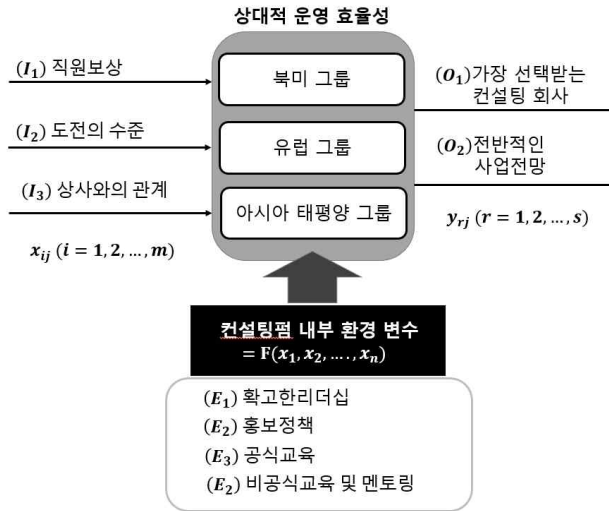 상대적 운영 효율성
(I₁) 직원보상
(I₂) 도전의 수준
(I₃) 상사와의 관계
x_ij (i = 1, 2, ..., m)
북미 그룹
유럽 그룹
아시아 태평양 그룹
(O₁)가장 선택받는
컨설팅 회사
(O₂)전반적인
사업전망
y_rj (r = 1, 2, ..., s)
컨설팅펌 내부 환경 변수
= F(x₁, x₂, ...., xₙ)
(E₁) 확고한리더십
(E₂) 홍보정책
(E₃) 공식교육
(E₂) 비공식교육 및 멘토링